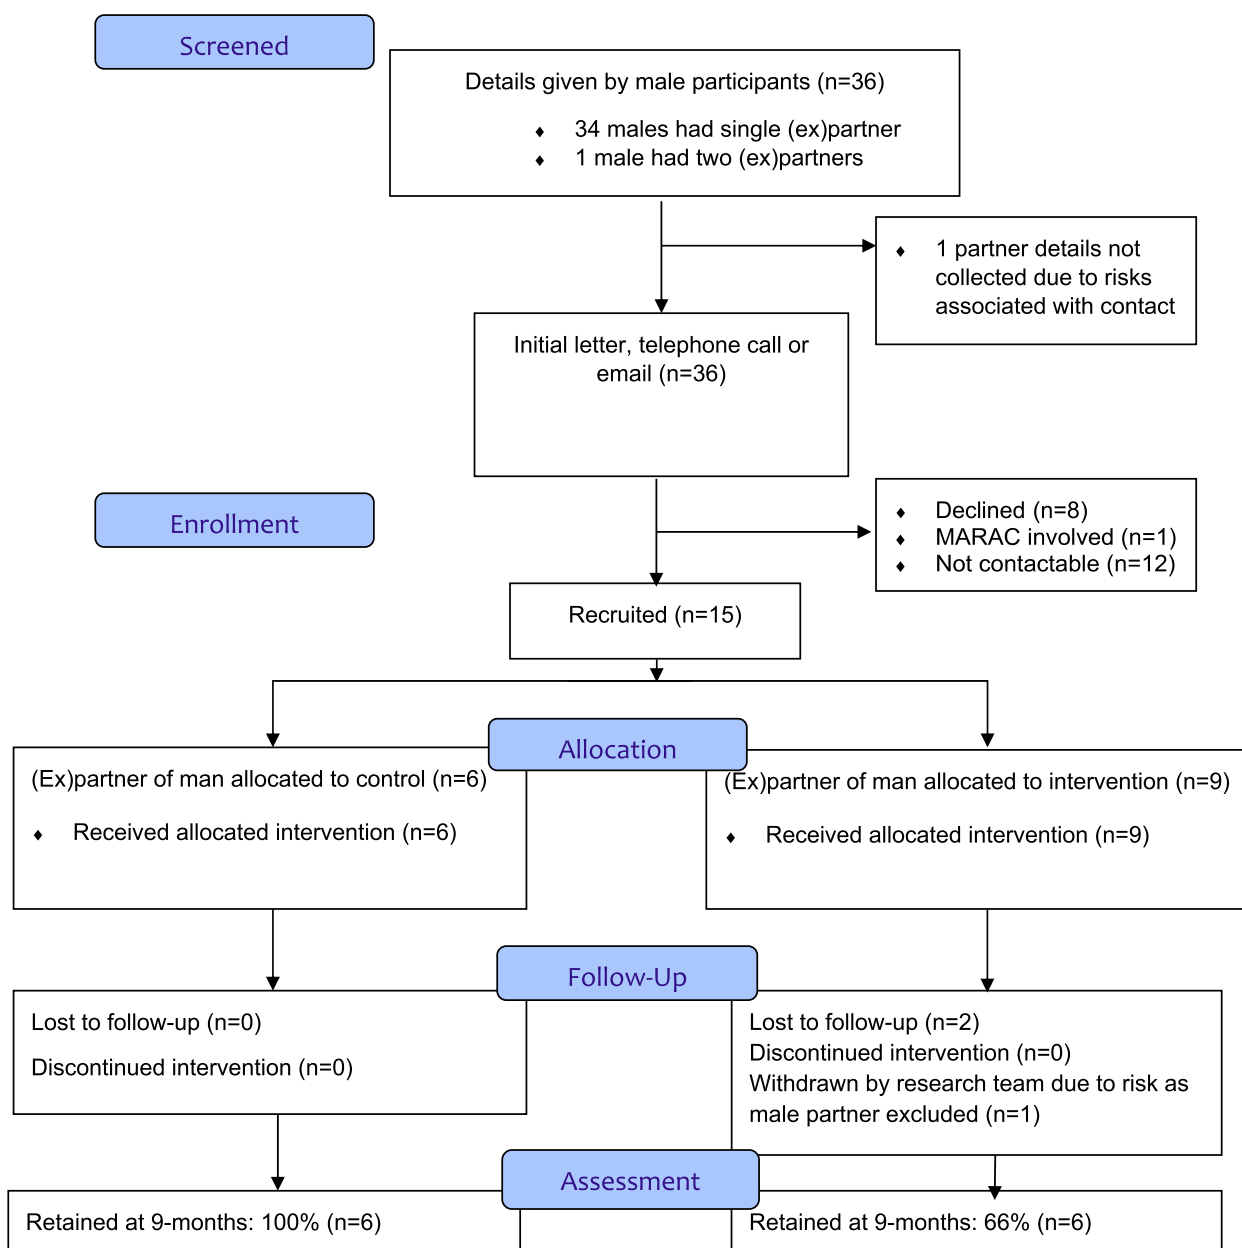 Screened
Details given by male participants (n=36)
♦ 34 males had single (ex)partner
♦ 1 male had two (ex)partners
♦ 1 partner details not
collected due to risks
associated with contact
Initial letter, telephone call or
email (n=36)
Enrollment
♦ Declined (n=8)
♦ MARAC involved (n=1)
♦ Not contactable (n=12)
Recruited (n=15)
Allocation
(Ex)partner of man allocated to control (n=6)
♦ Received allocated intervention (n=6)
(Ex)partner of man allocated to intervention (n=9)
♦ Received allocated intervention (n=9)
Follow-Up
Lost to follow-up (n=0)
Discontinued intervention (n=0)
Lost to follow-up (n=2)
Discontinued intervention (n=0)
Withdrawn by research team due to risk as
male partner excluded (n=1)
Assessment
Retained at 9-months: 100% (n=6)
Retained at 9-months: 66% (n=6)